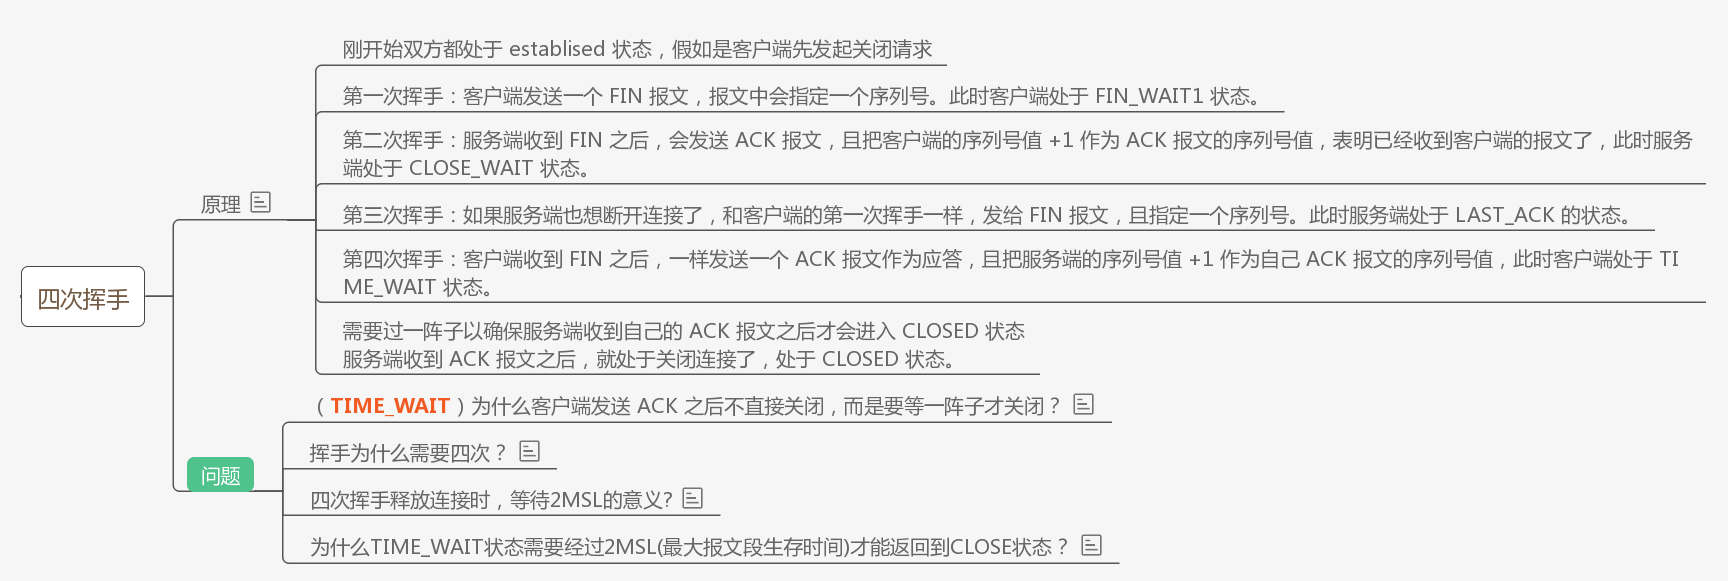 刚开始双方都处于 establised 状态，假如是客户端先发起关闭请求
第一次挥手：客户端发送一个 FIN 报文，报文中会指定一个序列号。此时客户端处于 FIN_WAIT1 状态。
第二次挥手：服务端收到 FIN 之后，会发送 ACK 报文，且把客户端的序列号值 +1 作为 ACK 报文的序列号值，表明已经收到客户端的报文了，此时服务
端处于 CLOSE_WAIT 状态。
原理
第三次挥手：如果服务端也想断开连接了，和客户端的第一次挥手一样，发给 FIN 报文，且指定一个序列号。此时服务端处于 LAST_ACK 的状态。
第四次挥手：客户端收到 FIN 之后，一样发送一个 ACK 报文作为应答，且把服务端的序列号值 +1 作为自己 ACK 报文的序列号值，此时客户端处于 TI
ME_WAIT 状态。
四次挥手
需要过一阵子以确保服务端收到自己的 ACK 报文之后才会进入 CLOSED 状态
服务端收到 ACK 报文之后，就处于关闭连接了，处于 CLOSED 状态。
（TIME_WAIT）为什么客户端发送 ACK 之后不直接关闭，而是要等一阵子才关闭？
挥手为什么需要四次？
问题
四次挥手释放连接时，等待2MSL的意义?
为什么TIME_WAIT状态需要经过2MSL(最大报文段生存时间)才能返回到CLOSE状态？